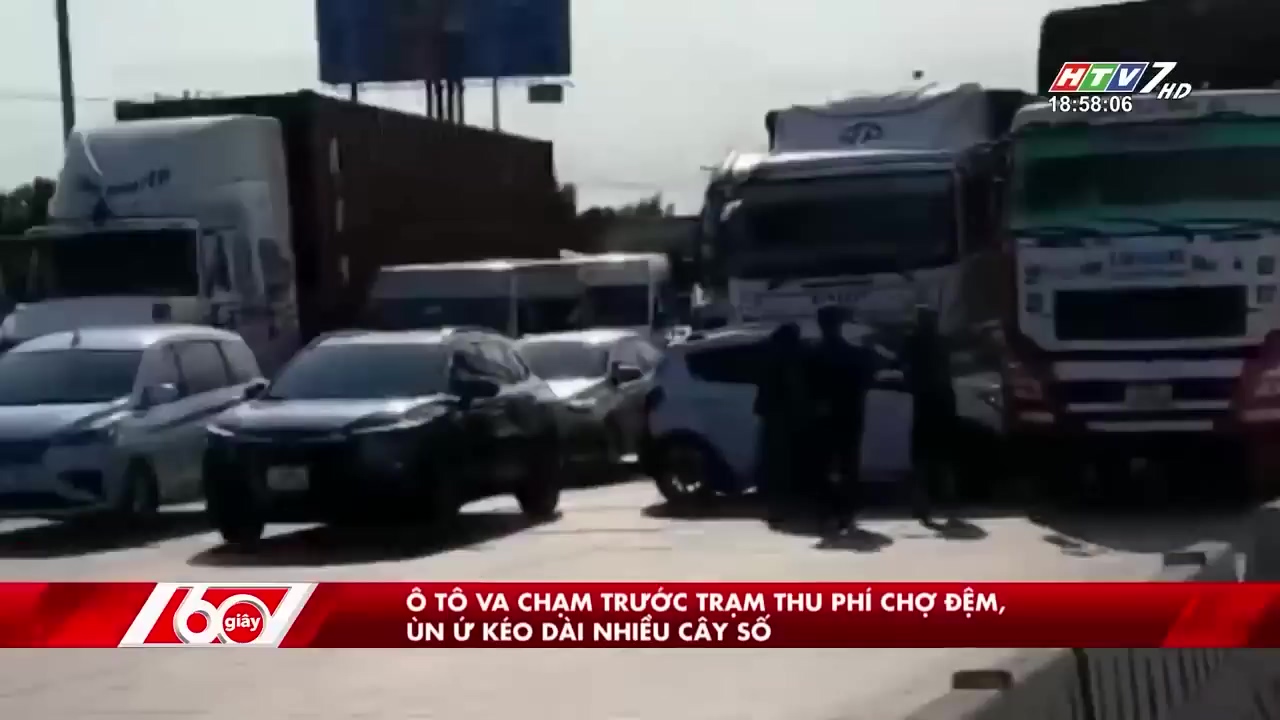 HTV7 HD
18:58:06
60 giây
Ô TÔ VA CHẠM TRƯỚC TRẠM THU PHÍ CHỢ ĐỆM,
ÙN Ứ KÉO DÀI NHIỀU CÂY SỐ